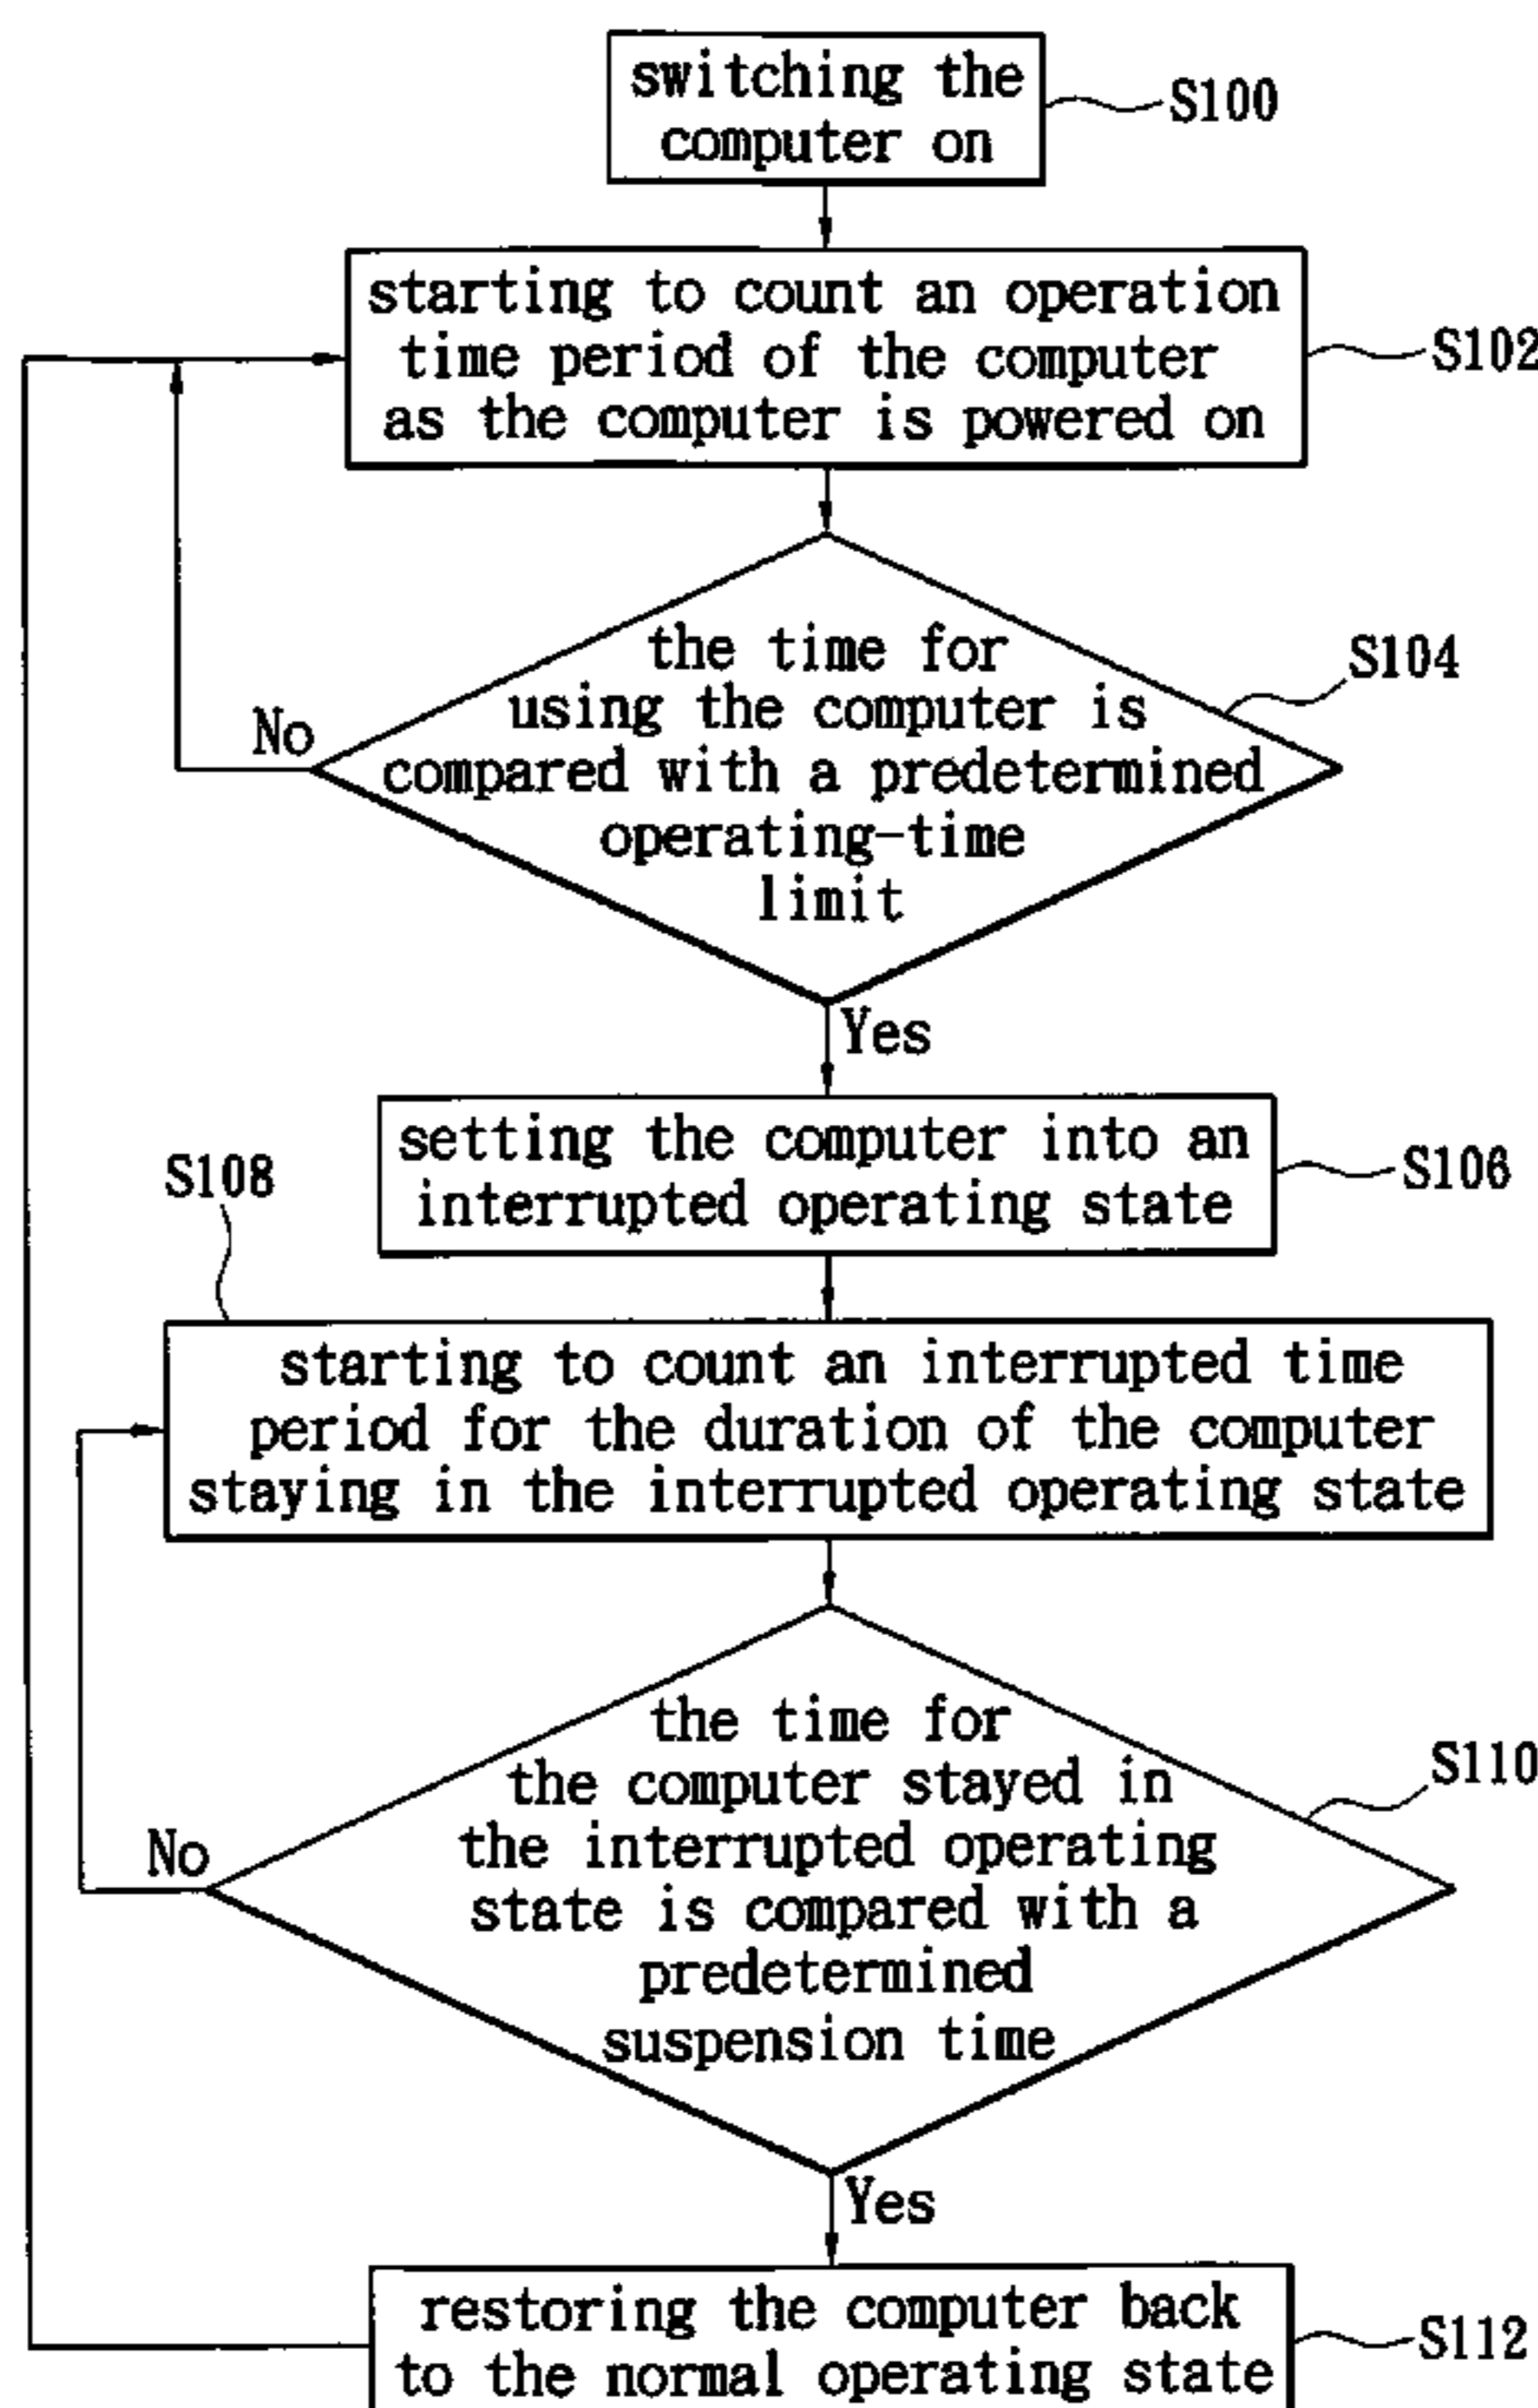 switching the
computer on
S100
starting to count an operation
time period of the computer
as the computer is powered on
S102
the time for
using the computer is
compared with a predetermined
operating-time
limit
S104
No
Yes
setting the computer into an
interrupted operating state
S106
S108
starting to count an interrupted time
period for the duration of the computer
staying in the interrupted operating state
the time for
the computer stayed in
the interrupted operating
state is compared with a
predetermined
suspension time
S110
No
Yes
restoring the computer back
to the normal operating state
S112